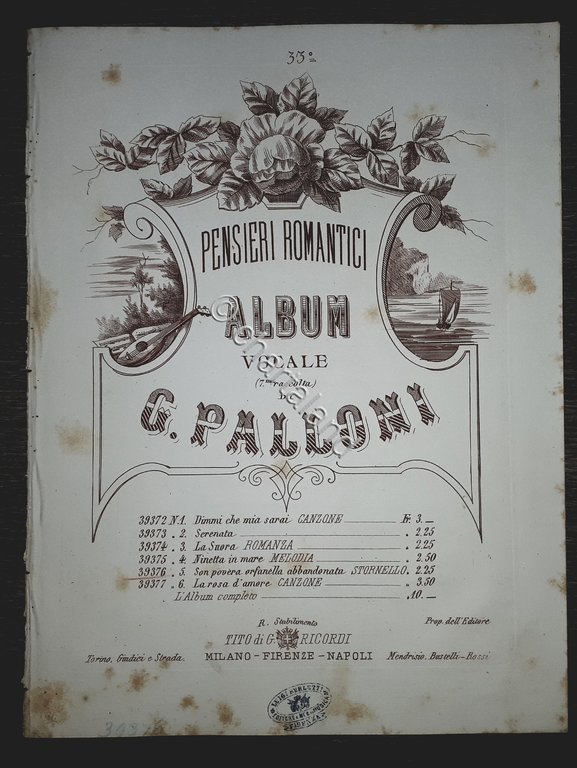 33º
PENSIERI ROMANTICI
ALBUM
VOCALE
(7.ma raccolta)
DI
G. PALLONI
39372 N.1. Dimmi che mia sarai CANZONE Fr. 3. —
39373 . 2. Serenata . 2.25
39374 . 3. La Suora ROMANZA . 2.25
39375 . 4. Ninetta in mare MELODIA . 2.50
39376 . 5. Son povera orfanella abbandonata STORNELLO . 2.25
39377 . 6. La rosa d'amore CANZONE . 3.50
L'Album completo . 10. —
R. Stabilimento
Prop. dell'Editore
TITO di G. RICORDI
Torino, Giudici e Strada.
MILANO - FIRENZE - NAPOLI
Mendrisio. Bustelli-Rossi